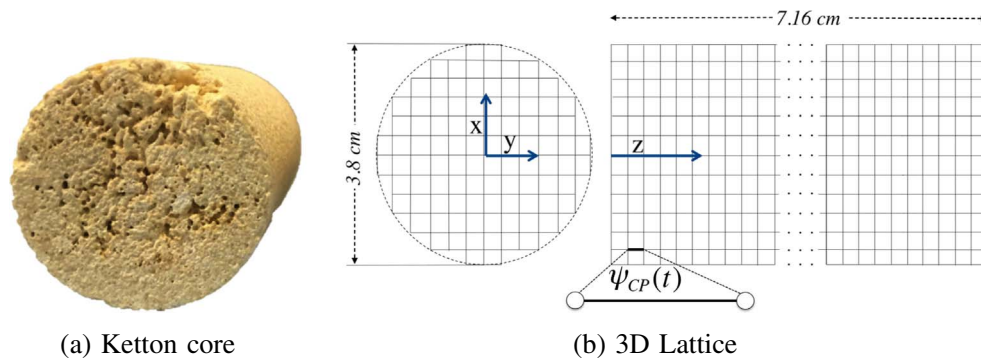 7.16 cm
3.8 cm
x
y
z
ψ_CP(t)
(a) Ketton core
(b) 3D Lattice